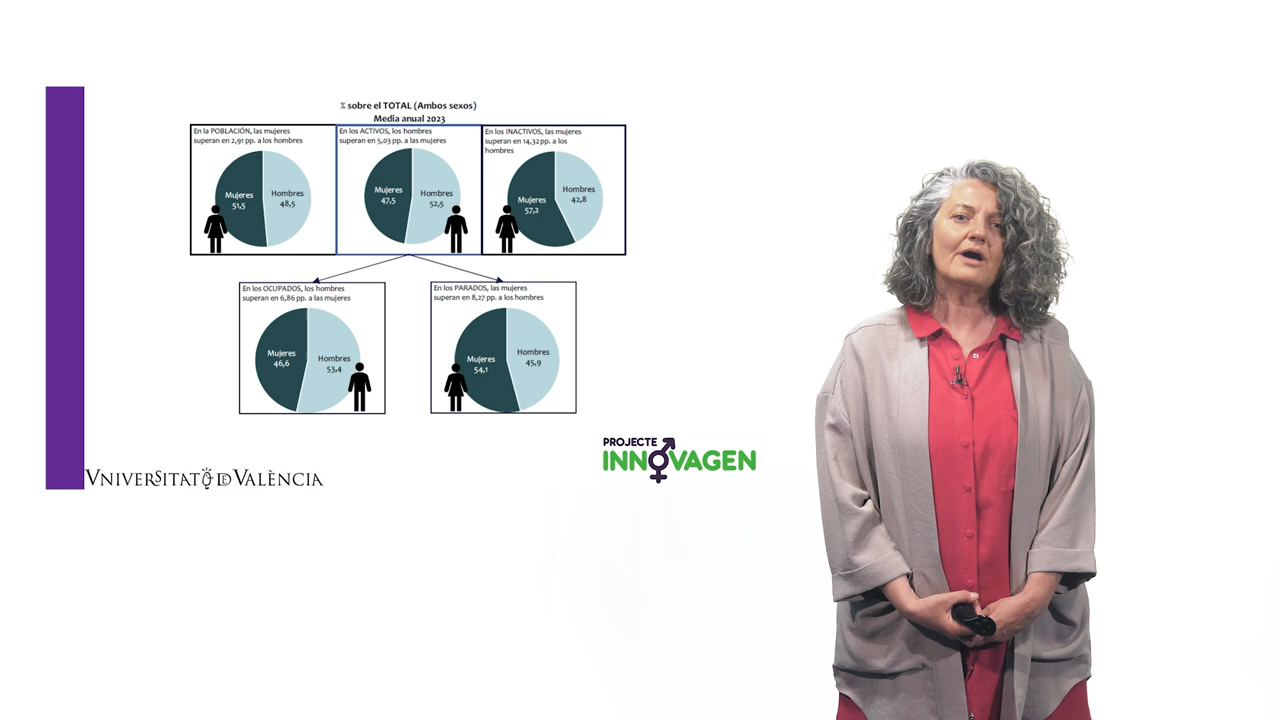 % sobre el TOTAL (Ambos sexos)
Media anual 2023
En la POBLACIÓN, las mujeres
superan en 2,91 pp. a los hombres
Mujeres
51,5
Hombres
48,5
En los ACTIVOS, los hombres
superan en 5,03 pp. a las mujeres
Mujeres
47,5
Hombres
52,5
En los INACTIVOS, las mujeres
superan en 14,32 pp. a los
hombres
Mujeres
57,2
Hombres
42,8
En los OCUPADOS, los hombres
superan en 6,86 pp. a las mujeres
Mujeres
46,6
Hombres
53,4
En los PARADOS, las mujeres
superan en 8,27 pp. a los hombres
Mujeres
54,1
Hombres
45,9
PROJECTE
INNOVAGEN
VNIVERSITATÖDVALÈNCIA